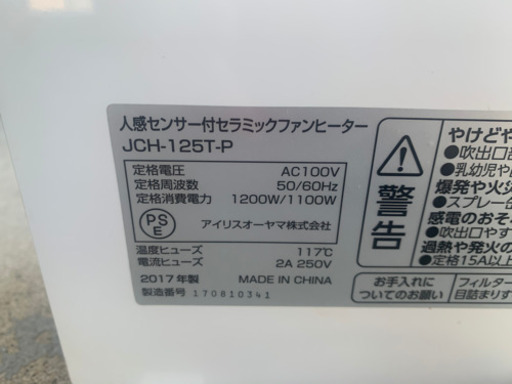 人感センサー付セラミックファンヒーター
JCH-125T-P
定格電圧 AC100V
定格周波数 50/60Hz
定格消費電力 1200W/1100W
PS
E
アイリスオーヤマ株式会社
温度ヒューズ 117℃
電流ヒューズ 2A 250V
2017年製 MADE IN CHINA
製造番号 170810341
警告
やけどや
●吹出口
●乳幼児や
爆発や火
●スプレー
感電のおそ
●吹出口やす
過熱や発火の
●定格15A以上
お手入れに
ついてのお願い
フィルター
目詰まりす